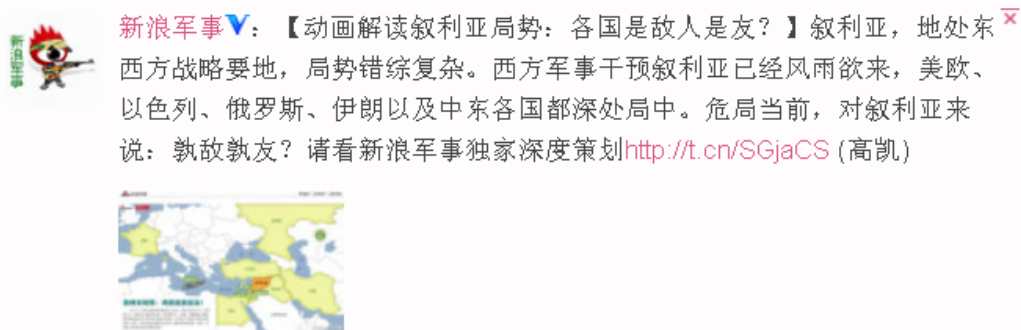 新浪军事V：【动画解读叙利亚局势：各国是敌人是友？】叙利亚，地处东
西方战略要地，局势错综复杂。西方军事干预叙利亚已经风雨欲来，美欧、
以色列、俄罗斯、伊朗以及中东各国都深处局中。危局当前，对叙利亚来
说：孰敌孰友？请看新浪军事独家深度策划http://t.cn/SGjaCS (高凯)
新浪军事